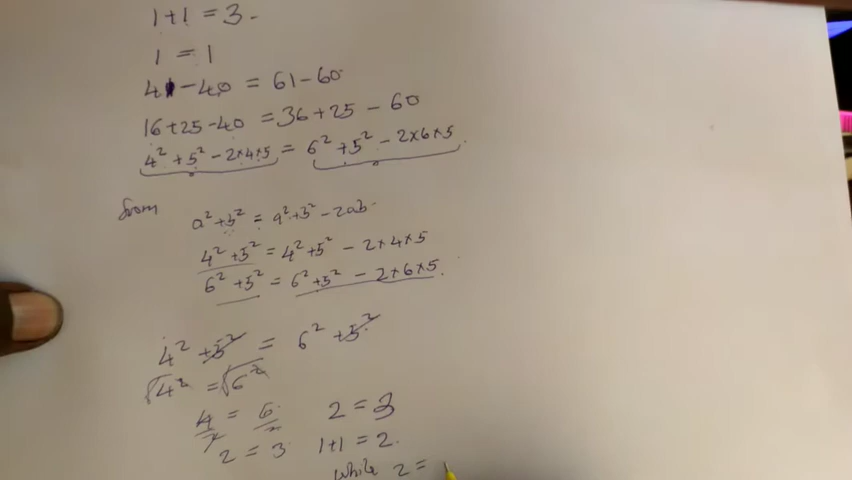 1+1 = 3.
1 = 1
41-40 = 61-60
16+25-40 = 36+25-60
4²+5²-2×4×5 = 6²+5²-2×6×5
from
a²+b² = a²+b²-2ab.
4²+5² = 4²+5²-2×4×5
6²+5² = 6²+5²-2×6×5
4²+5² = 6²+5²
√4² = √6²
4/2 = 6/2 2 = 3
2 = 3 1+1 = 2.
while 2 =